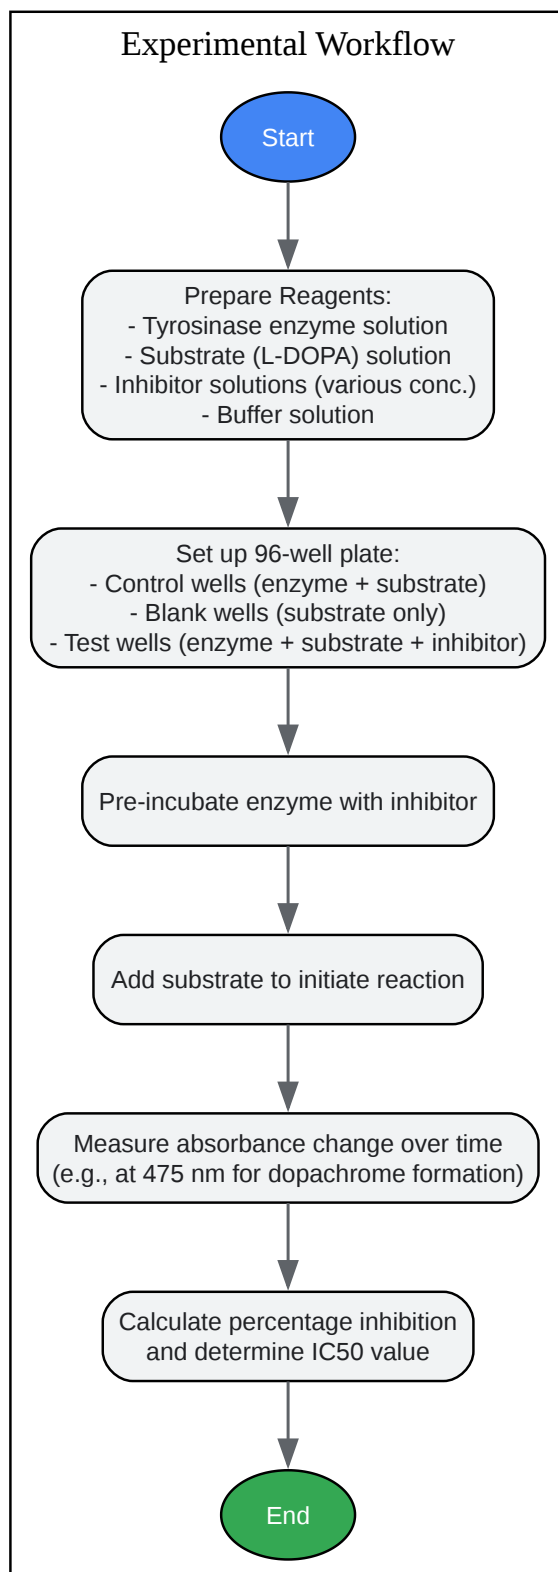 Experimental Workflow
Start
Prepare Reagents:
- Tyrosinase enzyme solution
- Substrate (L-DOPA) solution
- Inhibitor solutions (various conc.)
- Buffer solution
Set up 96-well plate:
- Control wells (enzyme + substrate)
- Blank wells (substrate only)
- Test wells (enzyme + substrate + inhibitor)
Pre-incubate enzyme with inhibitor
Add substrate to initiate reaction
Measure absorbance change over time
(e.g., at 475 nm for dopachrome formation)
Calculate percentage inhibition
and determine IC50 value
End